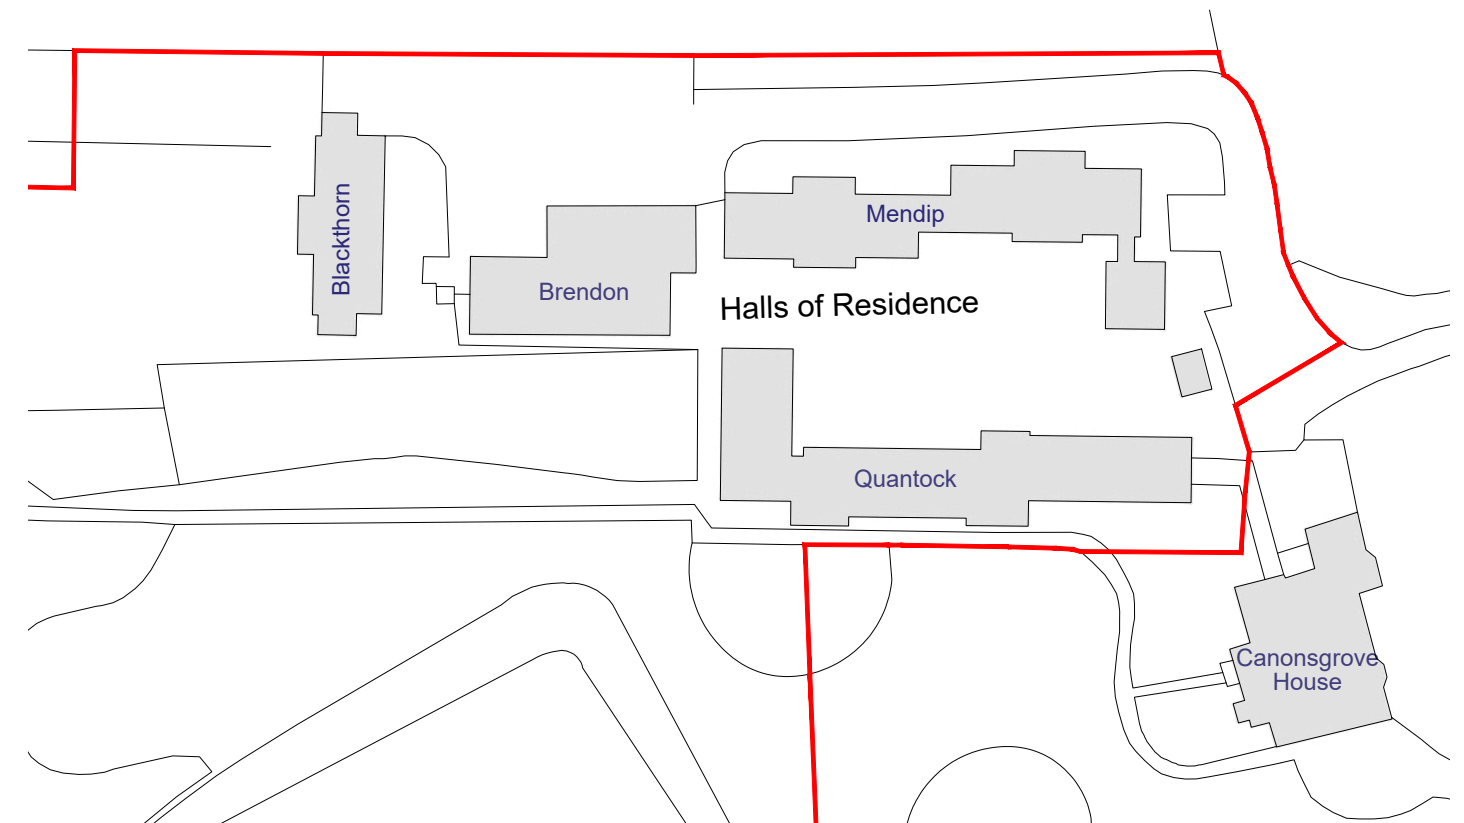 Blackthorn
Mendip
Brendon
Halls of Residence
Quantock
Canonsgrove
House